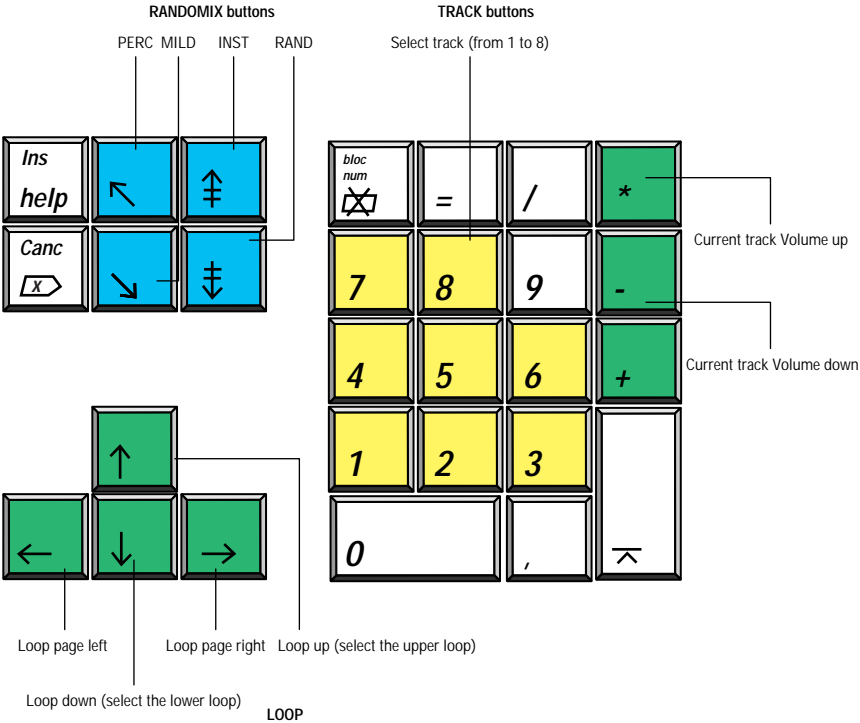 RANDOMIX buttons
TRACK buttons
PERC MILD INST RAND
Select track (from 1 to 8)
Ins
help
bloc
num
=
/
*
Current track Volume up
Canc
X
7
8
9
-
Current track Volume down
4
5
6
+
1
2
3
0
,
Loop page left
Loop page right
Loop up (select the upper loop)
Loop down (select the lower loop)
LOOP